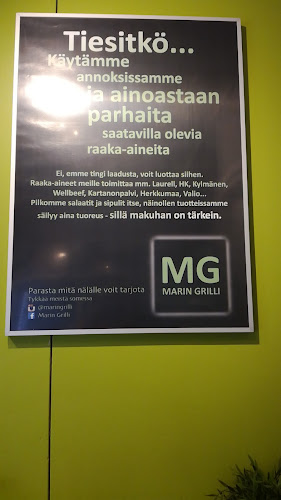 Tiesitkö...
Käytämme
annoksissamme
ja ainoastaan
parhaita
saatavilla olevia
raaka-aineita
Ei, emme tingi laadusta, voit luottaa siihen.
Raaka-aineet meille toimittaa mm. Laurell, HK, Kylmänen,
Wellbeef, Kartanonpalvi, Herkkumaa, Valio...
Pilkomme salaatit ja sipulit itse, näinollen tuotteissamme
säilyy aina tuoreus - sillä makuhan on tärkein.
MG
MARIN GRILLI
Parasta mitä nälälle voit tarjota
Tykkää meistä somessa
@maringrilli
Marin Grilli